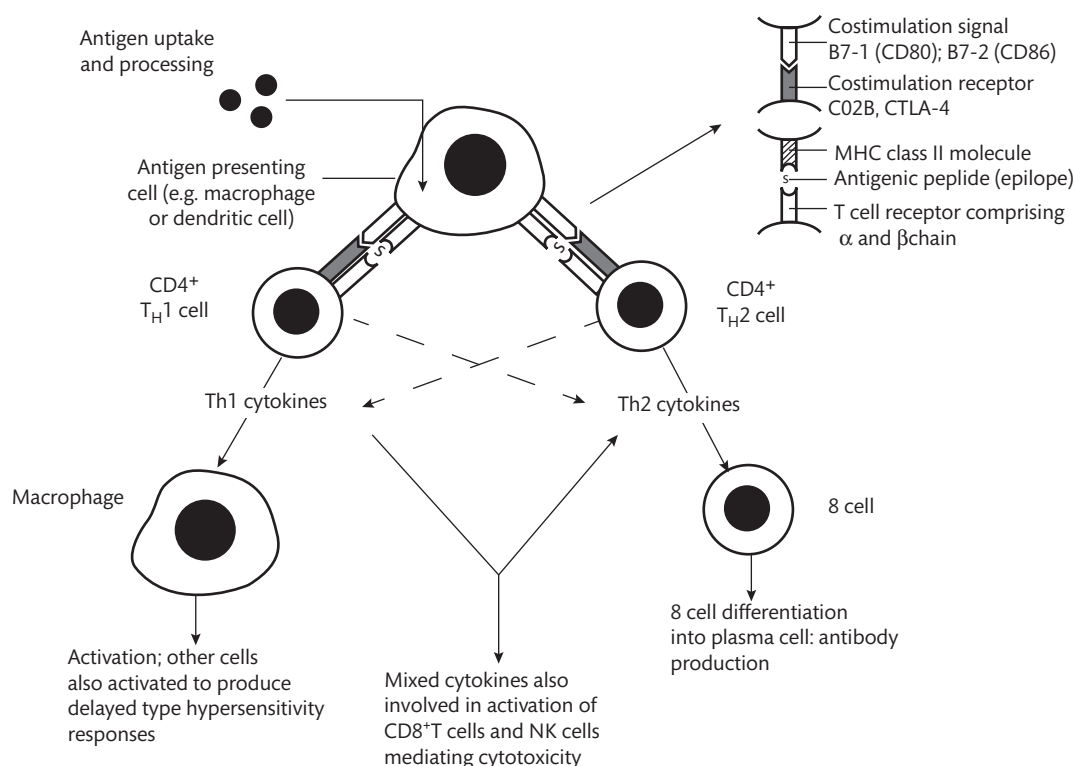 Antigen uptake
and processing
Antigen presenting
cell (e.g. macrophage
or dendritic cell)
Costimulation signal
B7-1 (CD80); B7-2 (CD86)
Costimulation receptor
C02B, CTLA-4
MHC class II molecule
S
Antigenic peplide (epilope)
T cell receptor comprising
α and βchain
S
S
CD4+
TH1 cell
CD4+
TH2 cell
Th1 cytokines
Th2 cytokines
Macrophage
8 cell
Activation; other cells
also activated to produce
delayed type hypersensitivity
responses
Mixed cytokines also
involved in activation of
CD8+T cells and NK cells
mediating cytotoxicity
8 cell differentiation
into plasma cell: antibody
production